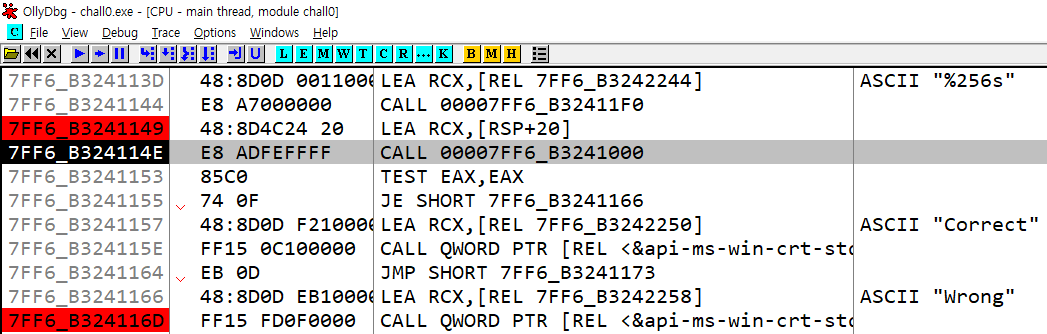 OllyDbg - chall0.exe - [CPU - main thread, module chall0]
C File View Debug Trace Options Windows Help
L E M W T C R ... K B M H
7FF6_B324113D 48:8D0D 0011000 LEA RCX,[REL 7FF6_B3242244] ASCII "%256s"
7FF6_B3241144 E8 A7000000 CALL 00007FF6_B32411F0
7FF6_B3241149 48:8D4C24 20 LEA RCX,[RSP+20]
7FF6_B324114E E8 ADFEFFFF CALL 00007FF6_B3241000
7FF6_B3241153 85C0 TEST EAX,EAX
7FF6_B3241155 74 0F JE SHORT 7FF6_B3241166
7FF6_B3241157 48:8D0D F210000 LEA RCX,[REL 7FF6_B3242250] ASCII "Correct"
7FF6_B324115E FF15 0C100000 CALL QWORD PTR [REL <&api-ms-win-crt-std
7FF6_B3241164 EB 0D JMP SHORT 7FF6_B3241173
7FF6_B3241166 48:8D0D EB10000 LEA RCX,[REL 7FF6_B3242258] ASCII "Wrong"
7FF6_B324116D FF15 FD0F0000 CALL QWORD PTR [REL <&api-ms-win-crt-std